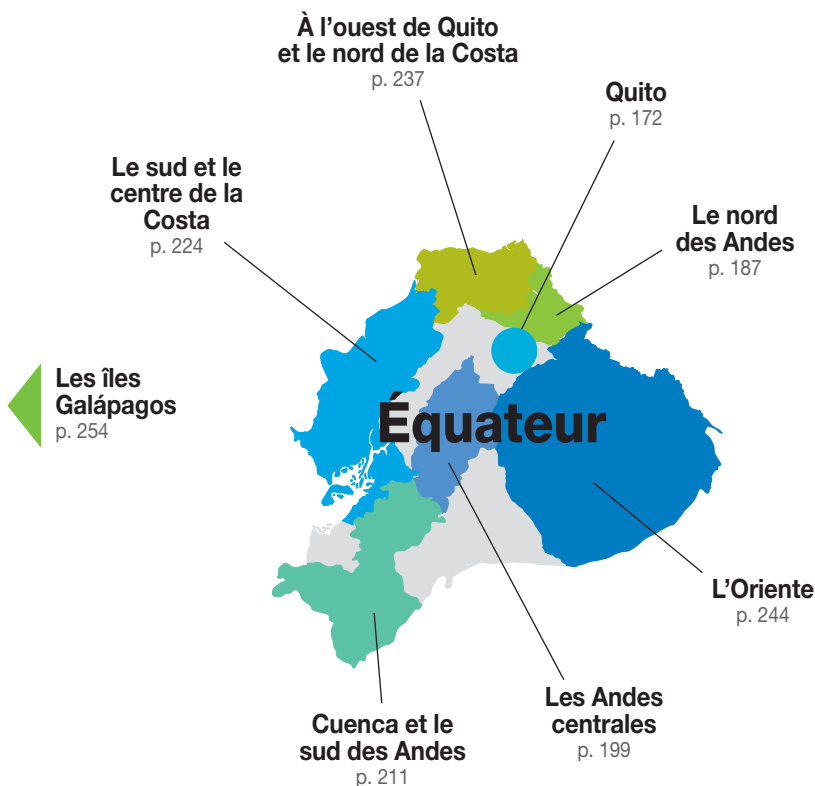 À l’ouest de Quito
et le nord de la Costa
p. 237
Quito
p. 172
Le sud et le
centre de la
Costa
p. 224
Le nord
des Andes
p. 187
Les îles
Galápagos
p. 254
Équateur
L’Oriente
p. 244
Les Andes
centrales
p. 199
Cuenca et le
sud des Andes
p. 211